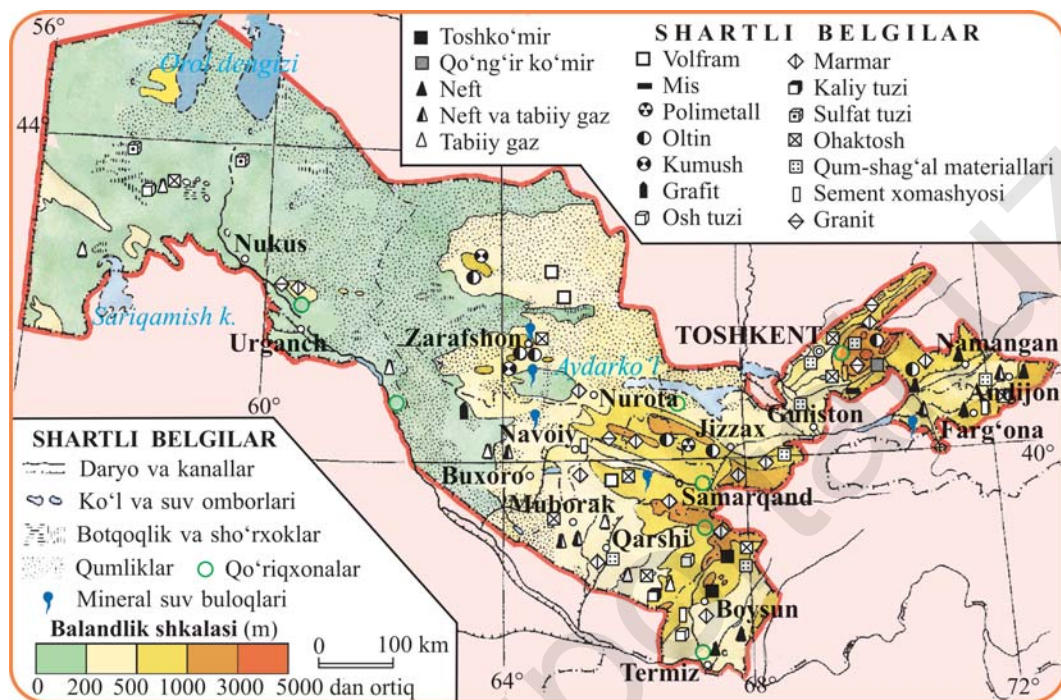 56°
Orol dengizi
44°
Toshko‘mir
Qo‘ng‘ir ko‘mir
Neft
Neft va tabiiy gaz
Tabiiy gaz
SHARTLI BELGILAR
Volfram
Mis
Polimetall
Oltin
Kumush
Grafit
Osh tuzi
Marmar
Kaliy tuzi
Sulfat tuzi
Ohaktosh
Qum-shag‘al materiallari
Sement xomashyosi
Granit
Nukus
Sariqamish k.
Urganch
60°
Zarafshon
Aydarko‘l
Nurota
TOSHKENT
Namangan
Andijon
Guliston
Farg‘ona
Jizzax
40°
Navoiy
Buxoro
Samarqand
Muborak
Qarshi
Boysun
Termiz
64°
68°
72°
SHARTLI BELGILAR
Daryo va kanallar
Ko‘l va suv omborlari
Botqoqlik va sho‘rxoklar
Qumliklar
Qo‘riqxonalar
Mineral suv buloqlari
Balandlik shkalasi (m)
0 200 500 1000 3000 5000 dan ortiq
0 100 km